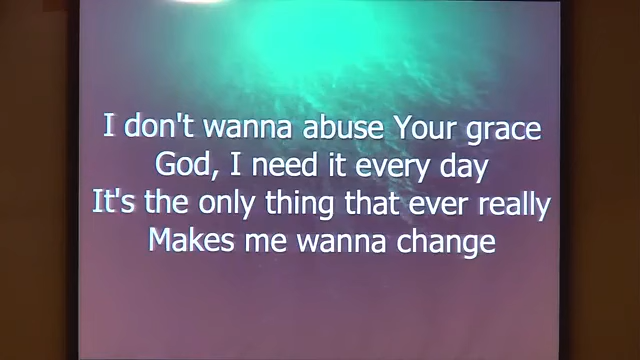 I don't wanna abuse Your grace
God, I need it every day
It's the only thing that ever really
Makes me wanna change